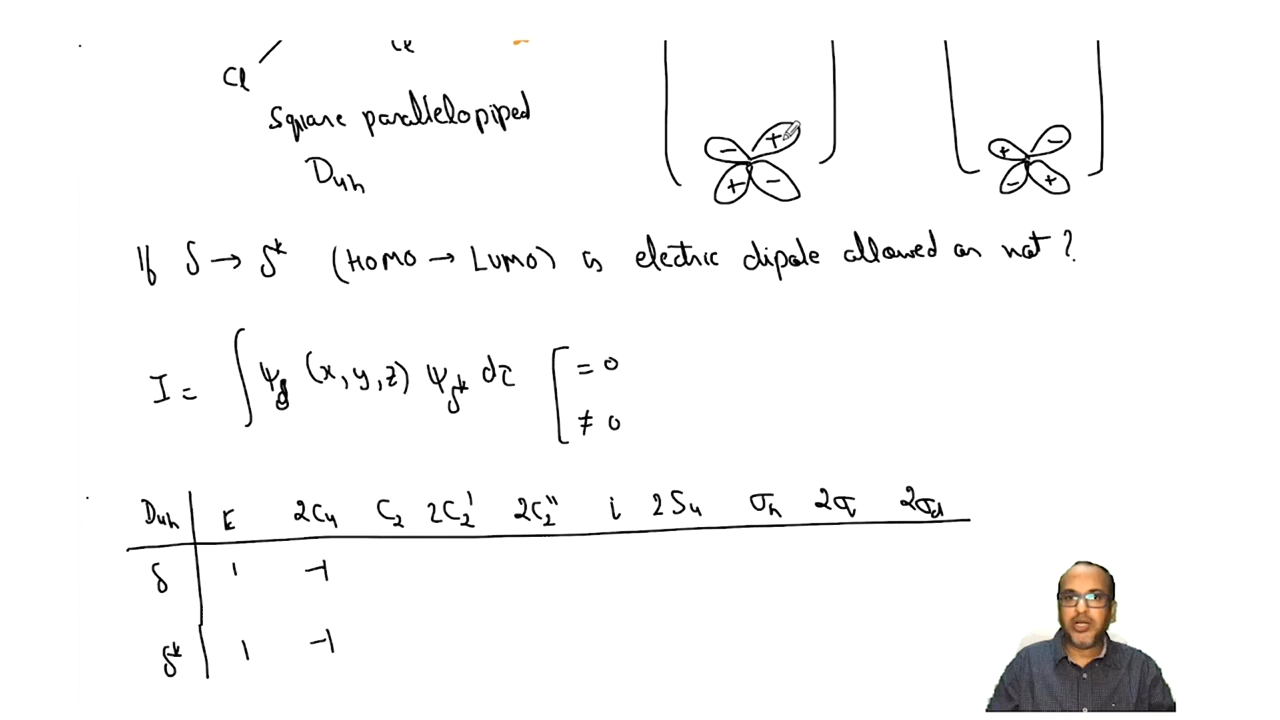 Cl
Cl
Square parallelopiped
D4h
- + + -
+ - - +
If δ → δ* (HOMO → LUMO) is electric dipole allowed or not?
I = ∫ ψδ (x, y, z) ψδ* dτ [ = 0
≠ 0
D4h E 2C4 C2 2C2' 2C2" i 2S4 σh 2σv 2σd
δ 1 -1
δ* 1 -1